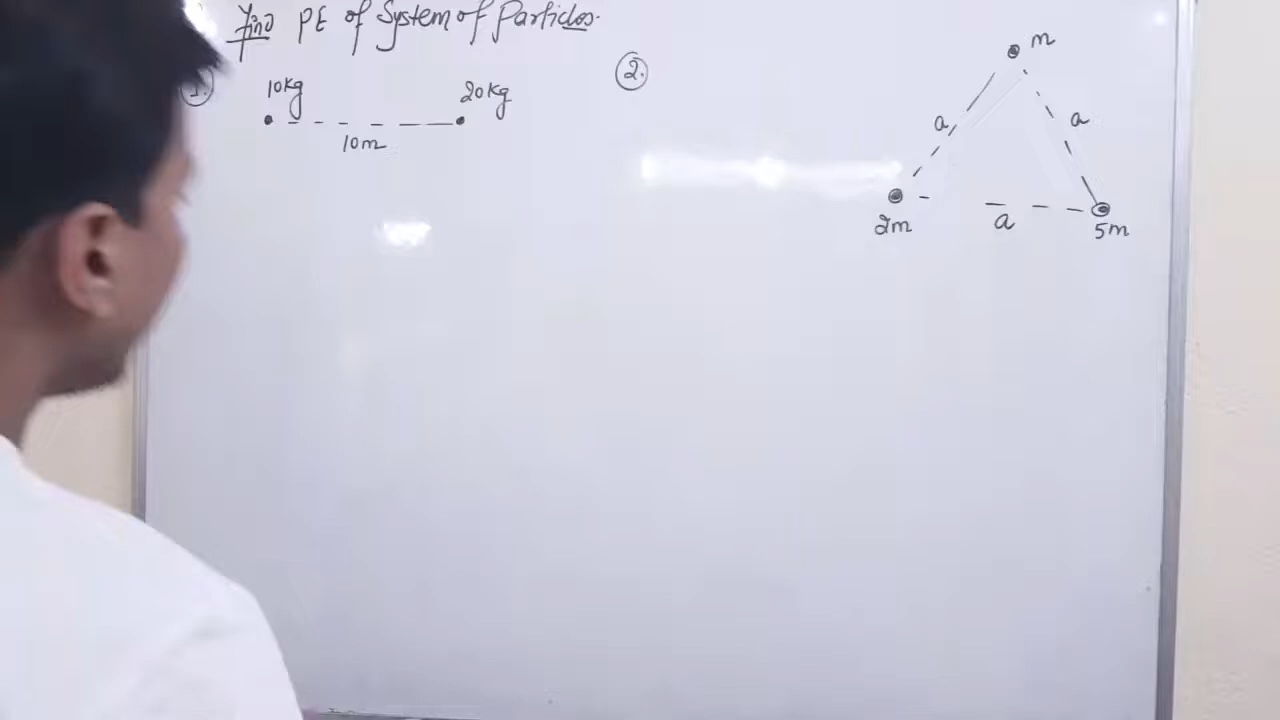 Find PE of System of Particles.
1.
10kg 20kg
10m
2.
m
a a
2m a 5m